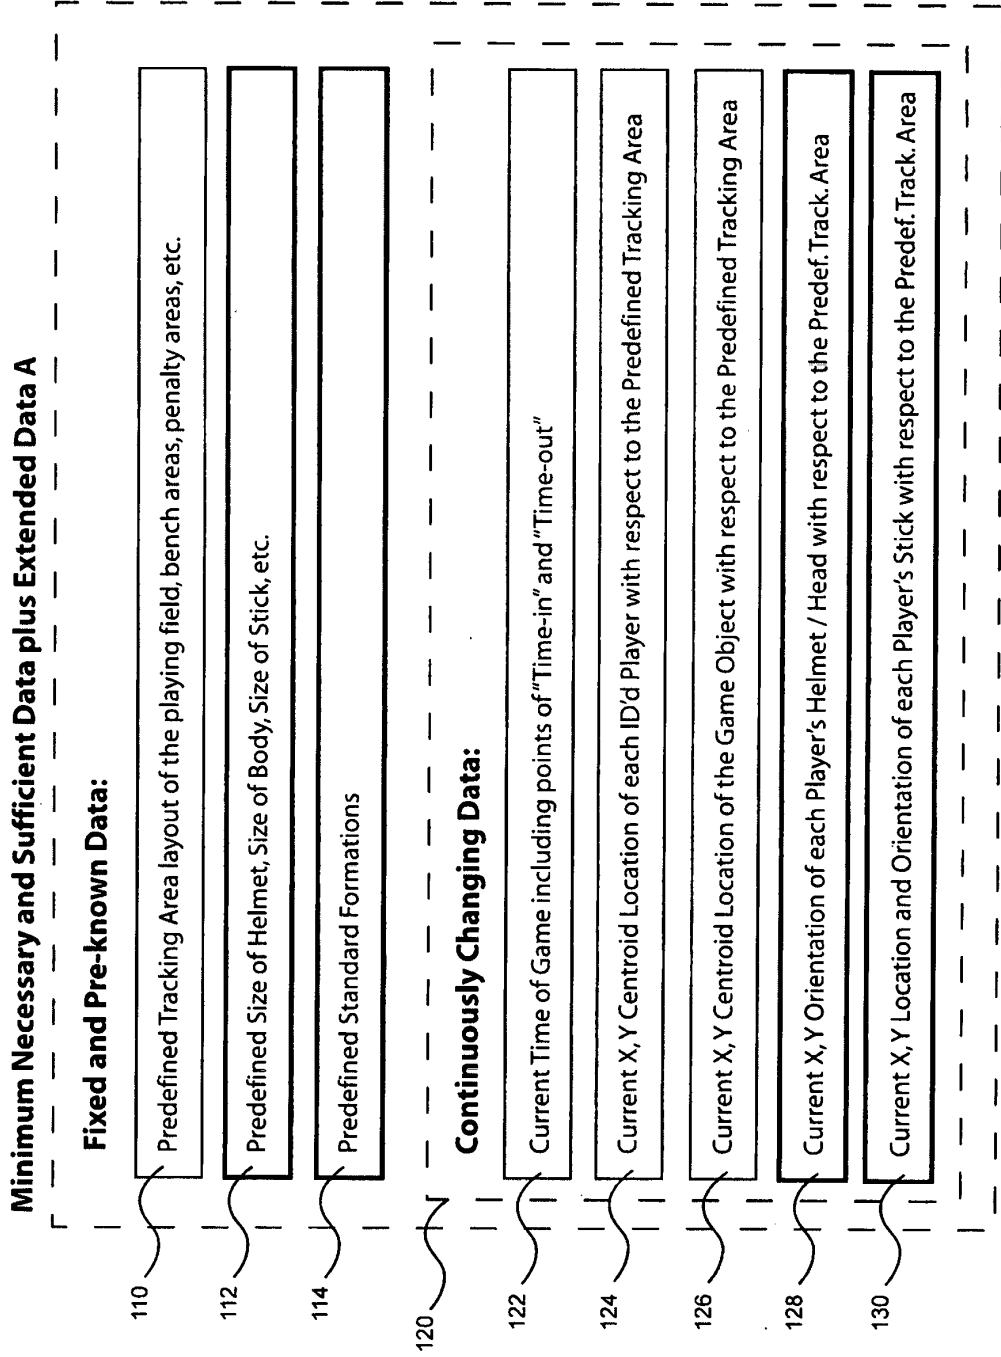 Minimum Necessary and Sufficient Data plus Extended Data A
Fixed and Pre-known Data:
110
Predefined Tracking Area layout of the playing field, bench areas, penalty areas, etc.
112
Predefined Size of Helmet, Size of Body, Size of Stick, etc.
114
Predefined Standard Formations
120
Continuously Changing Data:
122
Current Time of Game including points of "Time-in" and "Time-out"
124
Current X, Y Centroid Location of each ID'd Player with respect to the Predefined Tracking Area
126
Current X, Y Centroid Location of the Game Object with respect to the Predefined Tracking Area
128
Current X, Y Orientation of each Player's Helmet / Head with respect to the Predef. Track. Area
130
Current X, Y Location and Orientation of each Player's Stick with respect to the Predef. Track. Area